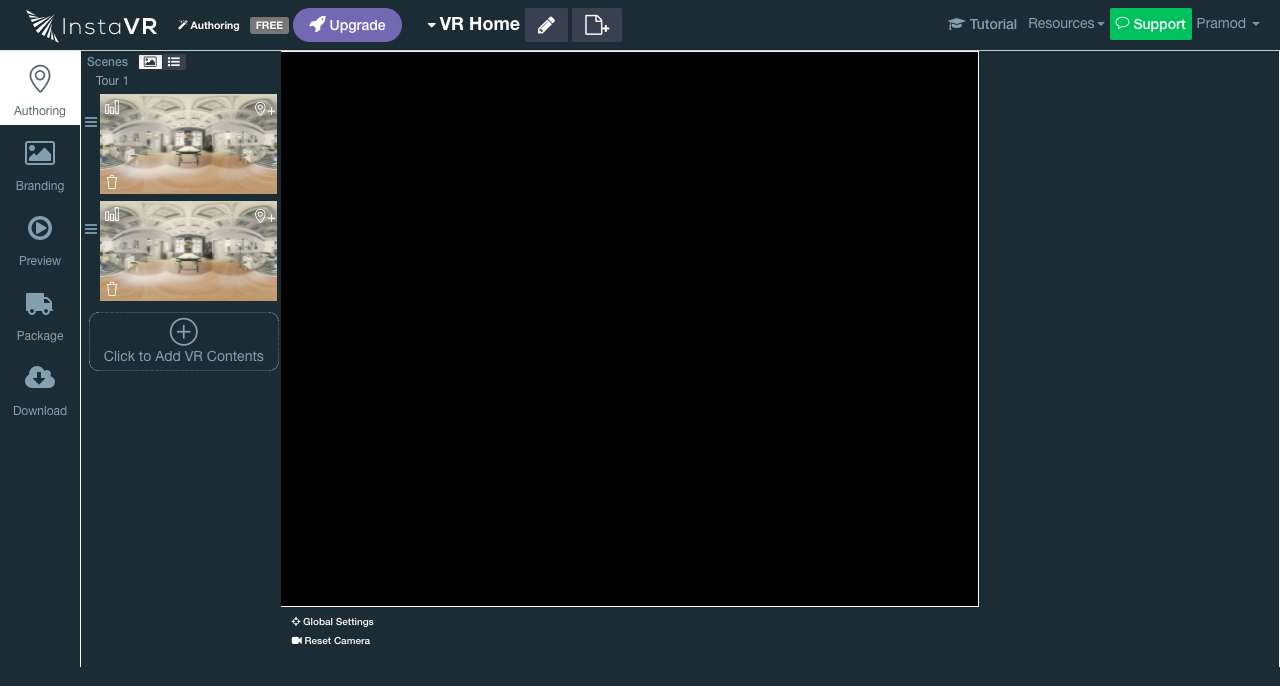 InstaVR
Authoring
FREE
Upgrade
VR Home
Tutorial
Resources
Support
Pramod
Authoring
Branding
Preview
Package
Download
Scenes
Tour 1
Click to Add VR Contents
Global Settings
Reset Camera